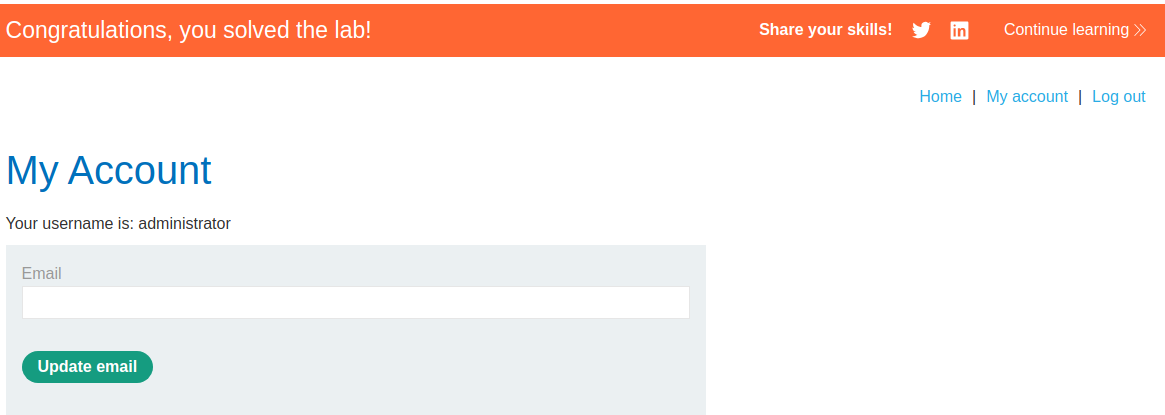 Congratulations, you solved the lab! Share your skills! Continue learning
Home | My account | Log out
My Account
Your username is: administrator
Email
Update email